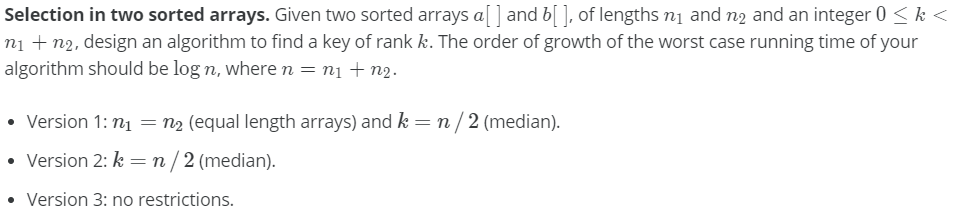 Selection in two sorted arrays. Given two sorted arrays a[ ] and b[ ], of lengths n₁ and n₂ and an integer 0 ≤ k <
n₁ + n₂, design an algorithm to find a key of rank k. The order of growth of the worst case running time of your
algorithm should be log n, where n = n₁ + n₂.
• Version 1: n₁ = n₂ (equal length arrays) and k = n / 2 (median).
• Version 2: k = n / 2 (median).
• Version 3: no restrictions.